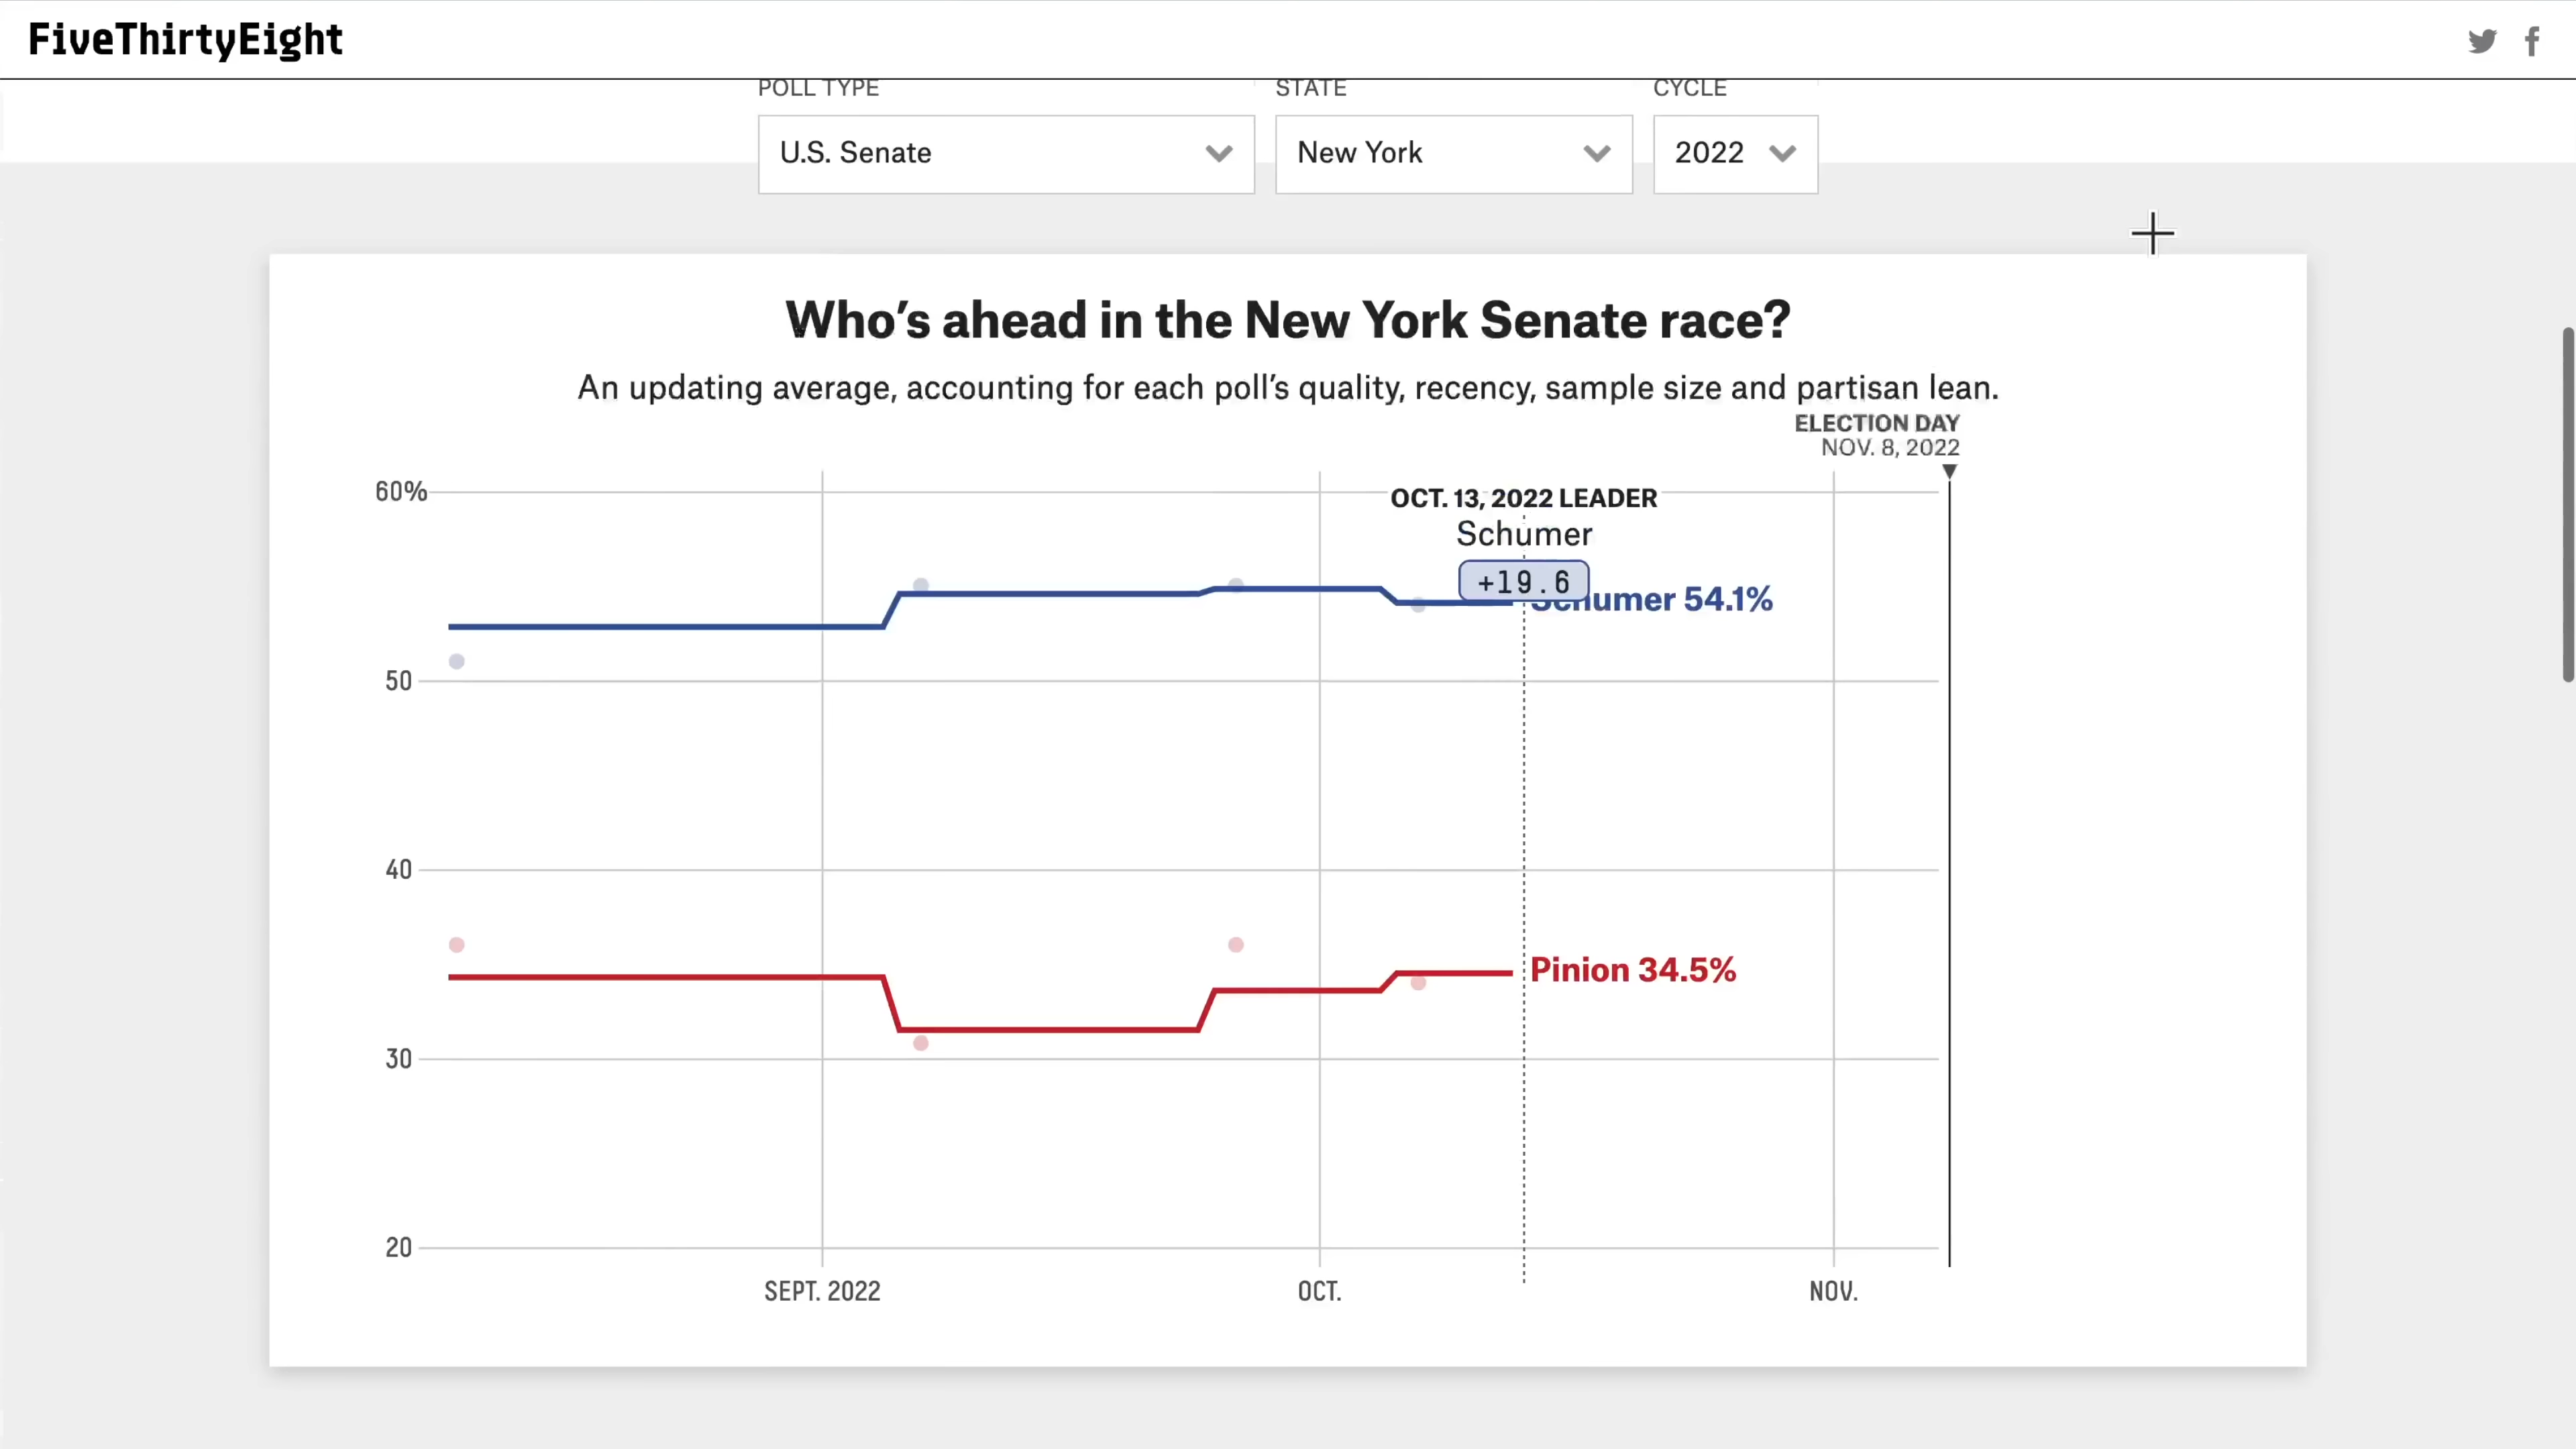 FiveThirtyEight
POLL TYPE STATE CYCLE
U.S. Senate New York 2022
Who's ahead in the New York Senate race?
An updating average, accounting for each poll's quality, recency, sample size and partisan lean.
ELECTION DAY
NOV. 8, 2022
60%
OCT. 13, 2022 LEADER
Schumer
+19.6
Schumer 54.1%
50
40
Pinion 34.5%
30
20
SEPT. 2022 OCT. NOV.